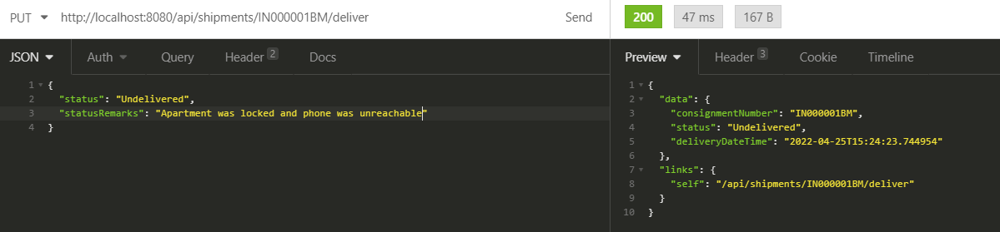 PUT http://localhost:8080/api/shipments/IN000001BM/deliver Send 200 47 ms 167 B
JSON Auth Query Header 2 Docs
1 {
2 "status": "Undelivered",
3 "statusRemarks": "Apartment was locked and phone was unreachable"
4 }
Preview Header 3 Cookie Timeline
1 {
2 "data": {
3 "consignmentNumber": "IN000001BM",
4 "status": "Undelivered",
5 "deliveryDateTime": "2022-04-25T15:24:23.744954"
6 },
7 "links": {
8 "self": "/api/shipments/IN000001BM/deliver"
9 }
10 }